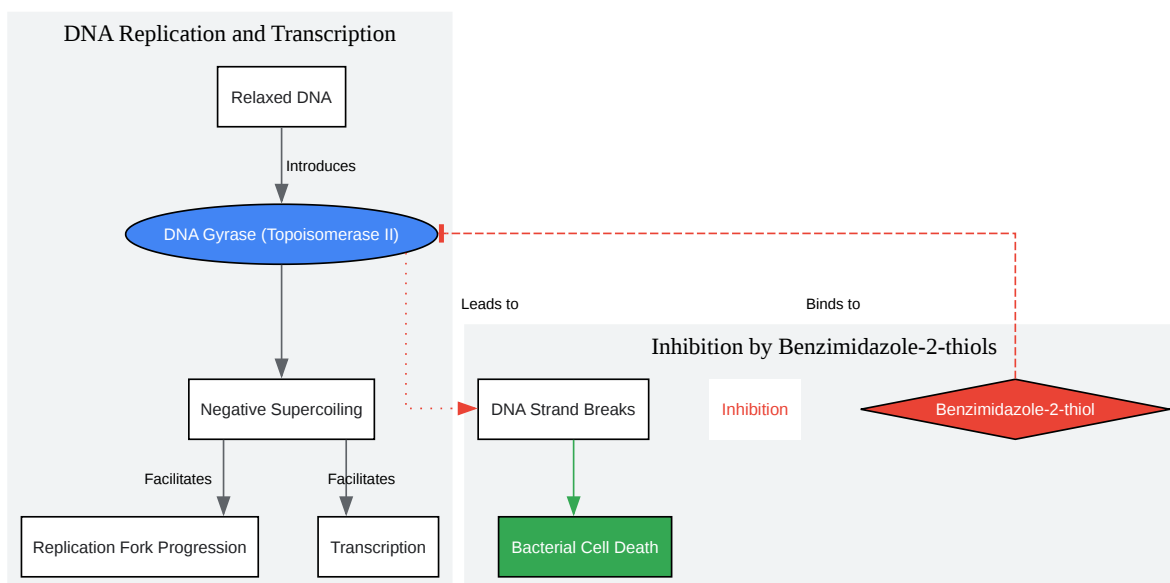 DNA Replication and Transcription
Relaxed DNA
Introduces
DNA Gyrase (Topoisomerase II)
Leads to
Binds to
Inhibition by Benzimidazole-2-thiols
Negative Supercoiling
DNA Strand Breaks
Inhibition
Benzimidazole-2-thiol
Facilitates
Facilitates
Replication Fork Progression
Transcription
Bacterial Cell Death